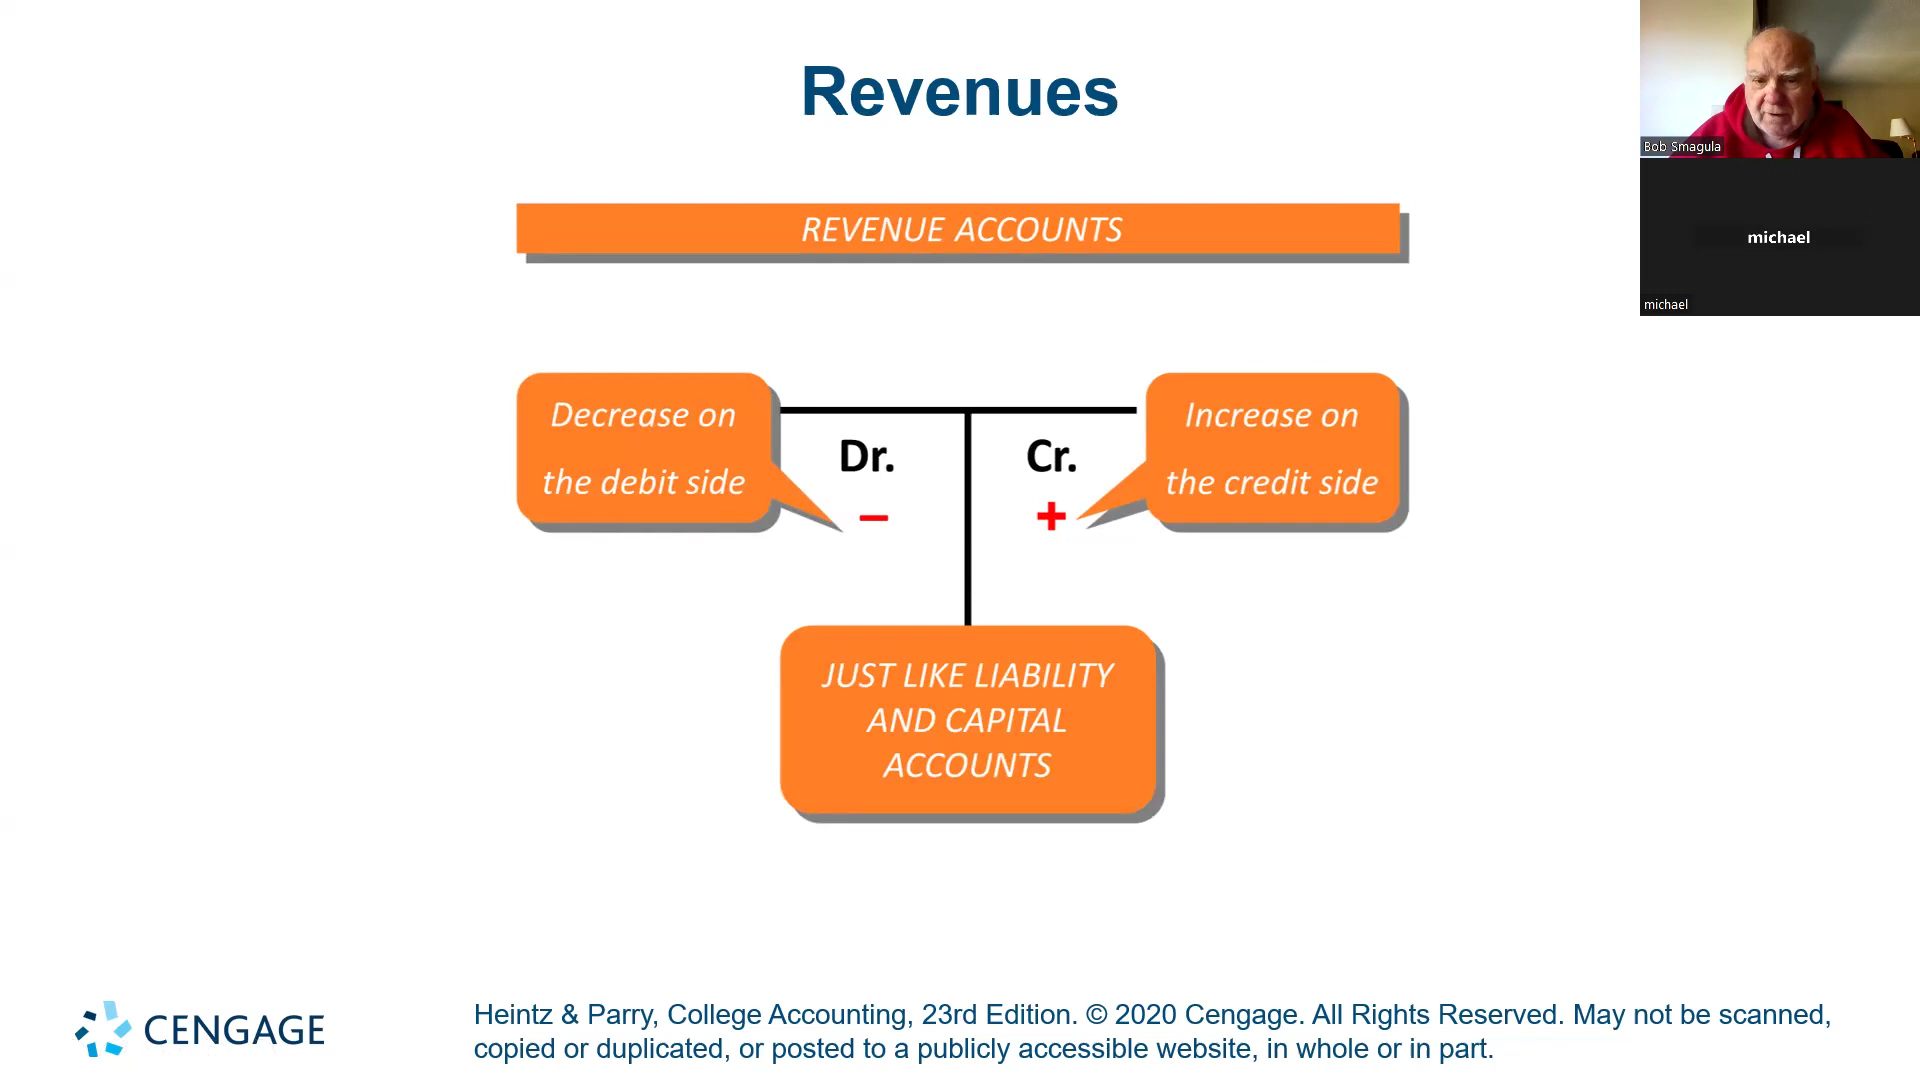 Revenues
Bob Smagula
michael
michael
REVENUE ACCOUNTS
Decrease on
the debit side
Dr.
–
Cr.
+
Increase on
the credit side
JUST LIKE LIABILITY
AND CAPITAL
ACCOUNTS
CENGAGE
Heintz & Parry, College Accounting, 23rd Edition. © 2020 Cengage. All Rights Reserved. May not be scanned,
copied or duplicated, or posted to a publicly accessible website, in whole or in part.